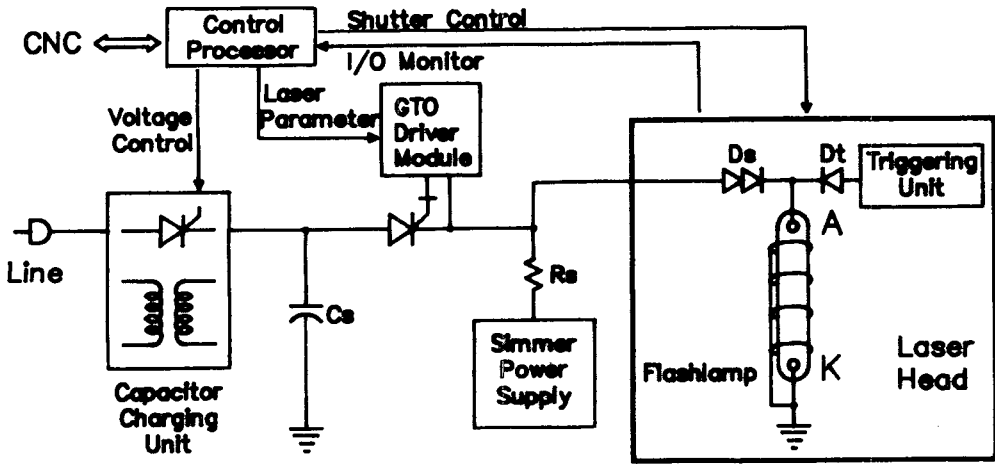 CNC
Control
Processor
Shutter Control
I/O Monitor
Voltage
Control
Laser
Parameter
GTO
Driver
Module
Ds
Dt
Triggering
Unit
A
Line
Rs
Cs
Simmer
Power
Supply
Flashlamp
K
Laser
Head
Capacitor
Charging
Unit